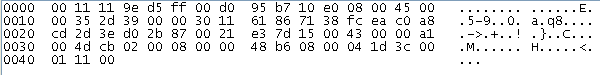 0000 00 11 11 9e d5 ff 00 d0 95 b7 10 e0 08 00 45 00 ........ ......E.
0010 00 35 2d 39 00 00 30 11 61 86 71 38 fc ea c0 a8 .5-9..0. a.q8....
0020 cd 2d 3e d0 2b 87 00 21 e3 7d 15 00 43 00 00 a1 .->.+..! .}..C...
0030 00 4d cb 02 00 08 00 00 48 b6 08 00 04 1d 3c 00 .M...... H.....<.
0040 01 11 00 ...